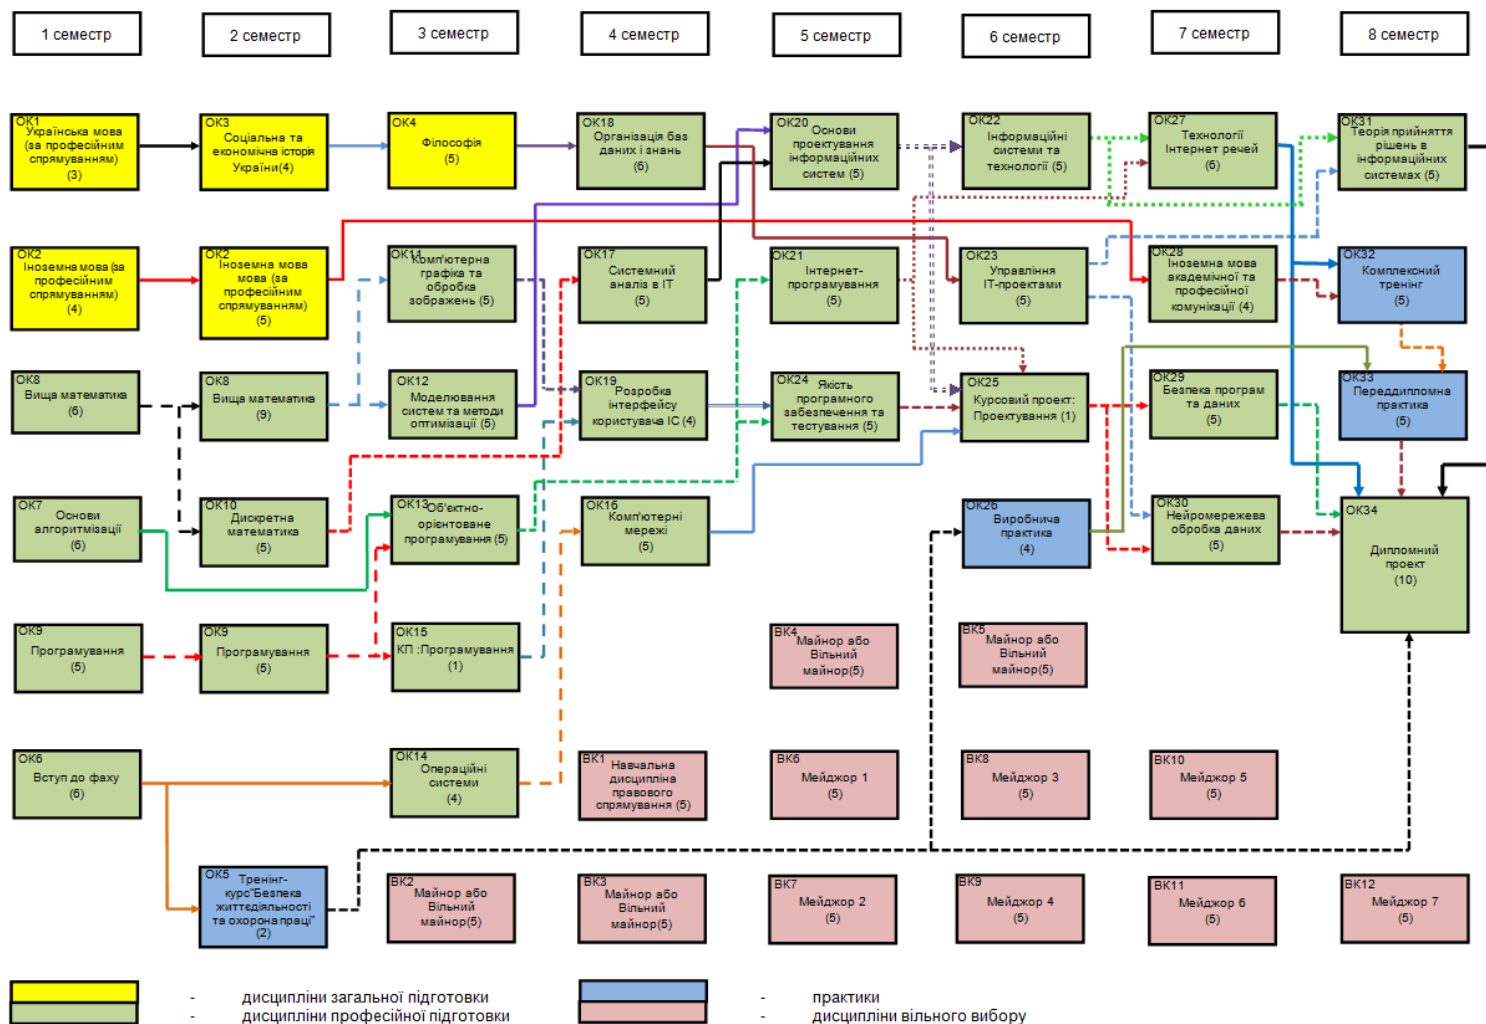 1 семестр
2 семестр
3 семестр
4 семестр
5 семестр
6 семестр
7 семестр
8 семестр
ОК1
Українська мова
(за професійним
спрямуванням)
(3)
ОК3
Соціальна та
економічна історія
України(4)
ОК4
Філософія
(5)
ОК18
Організація баз
даних і знань
(6)
ОК20
Основи
проектування
інформаційних
систем (5)
ОК22
Інформаційні
системи та
технології (5)
ОК27
Технології
Інтернет речей
(6)
ОК31
Теорія прийняття
рішень в
інформаційних
системах (5)
ОК2
Іноземна мова (за
професійним
спрямуванням)
(4)
ОК2
Іноземна мова
мова (за
професійним
спрямуванням)
(5)
ОК11
Комп'ютерна
графіка та
обробка
зображень (5)
ОК17
Системний
аналіз в ІТ
(5)
ОК21
Інтернет-
програмування
(5)
ОК23
Управління
ІТ-проектами
(5)
ОК28
Іноземна мова
академічної та
професійної
комунікації (4)
ОК32
Комплексний
тренінг
(5)
ОК8
Вища математика
(6)
ОК8
Вища математика
(9)
ОК12
Моделювання
систем та методи
оптимізації (5)
ОК19
Розробка
інтерфейсу
користувача ІС (4)
ОК24
Якість
програмного
забезпечення та
тестування (5)
ОК25
Курсовий проект:
Проектування (1)
ОК29
Безпека програм
та даних
(5)
ОК33
Переддипломна
практика
(5)
ОК7
Основи
алгоритмізації
(6)
ОК10
Дискретна
математика
(5)
ОК13
Об'єктно-
орієнтоване
програмування (5)
ОК16
Комп'ютерні
мережі
(5)
ОК26
Виробнича
практика
(4)
ОК30
Нейромережева
обробка даних
(5)
ОК34
Дипломний
проект
(10)
ОК9
Програмування
(5)
ОК9
Програмування
(5)
ОК15
КП :Програмування
(1)
ВК4
Майнор або
Вільний
майнор(5)
ВК5
Майнор або
Вільний
майнор(5)
ОК6
Вступ до фаху
(6)
ОК14
Операційні
системи
(4)
ВК1
Навчальна
дисципліна
правового
спрямування (5)
ВК6
Мейджор 1
(5)
ВК8
Мейджор 3
(5)
ВК10
Мейджор 5
(5)
ОК5
Тренінг-
курс"Безпека
життєдіяльності
та охорона праці"
(2)
ВК2
Майнор або
Вільний
майнор(5)
ВК3
Майнор або
Вільний
майнор(5)
ВК7
Мейджор 2
(5)
ВК9
Мейджор 4
(5)
ВК11
Мейджор 6
(5)
ВК12
Мейджор 7
(5)
- дисципліни загальної підготовки
- практики
- дисципліни професійної підготовки
- дисципліни вільного вибору